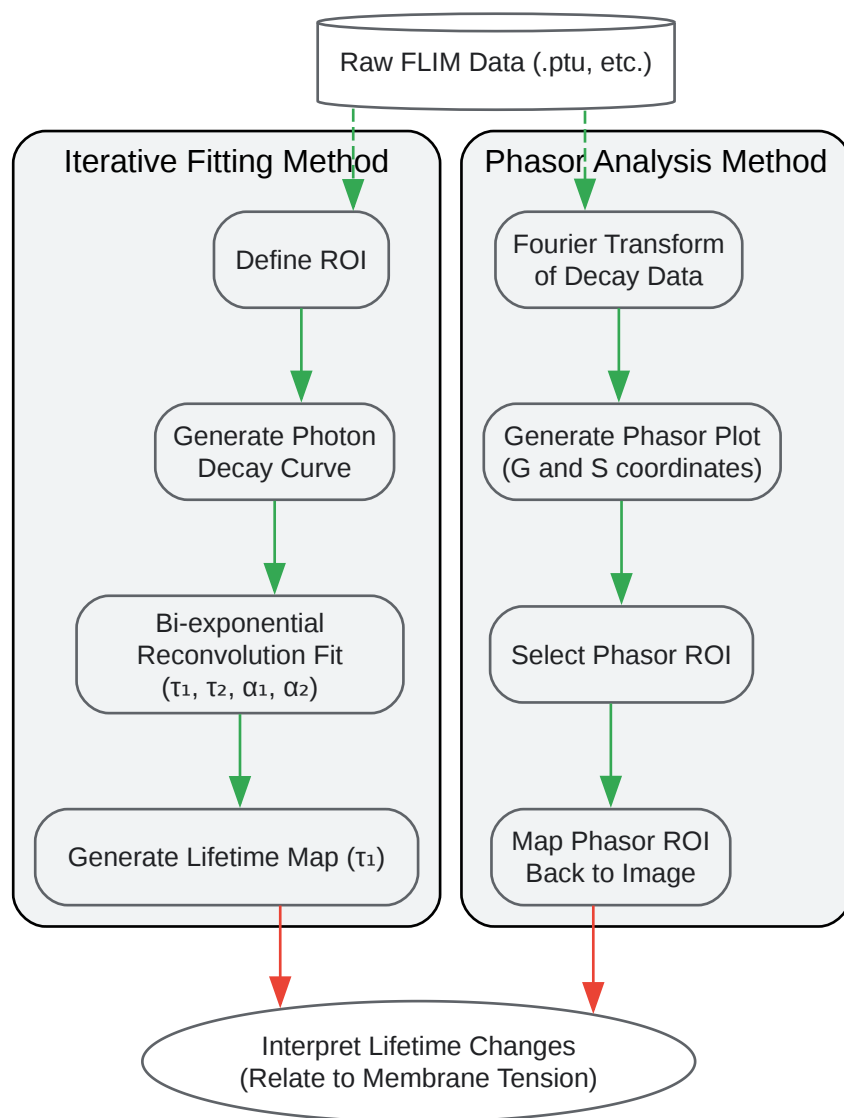 Raw FLIM Data (.ptu, etc.)
Iterative Fitting Method
Define ROI
Generate Photon
Decay Curve
Bi-exponential
Reconvolution Fit
(τ₁, τ₂, α₁, α₂)
Generate Lifetime Map (τ₁)
Phasor Analysis Method
Fourier Transform
of Decay Data
Generate Phasor Plot
(G and S coordinates)
Select Phasor ROI
Map Phasor ROI
Back to Image
Interpret Lifetime Changes
(Relate to Membrane Tension)